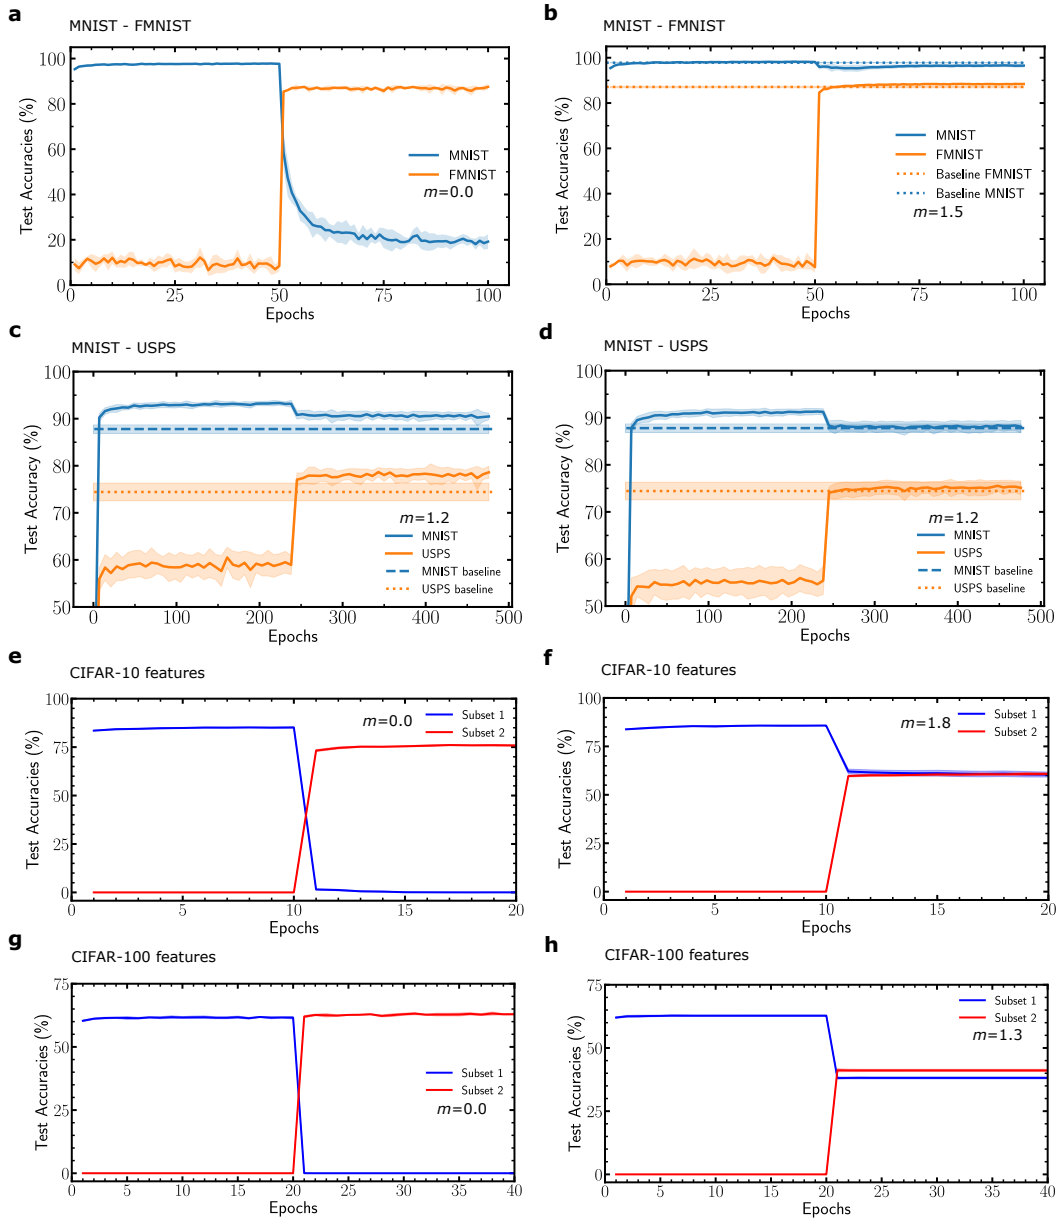 a
MNIST - FMNIST
100
80
60
40
20
0
Test Accuracies (%)
MNIST
FMNIST
m=0.0
0
25
50
75
100
Epochs
b
MNIST - FMNIST
100
80
60
40
20
0
Test Accuracies (%)
MNIST
FMNIST
Baseline FMNIST
Baseline MNIST
m=1.5
0
25
50
75
100
Epochs
c
MNIST - USPS
100
90
80
70
60
50
Test Accuracy (%)
m=1.2
MNIST
USPS
MNIST baseline
USPS baseline
0
100
200
300
400
500
Epochs
d
MNIST - USPS
100
90
80
70
60
50
Test Accuracy (%)
m=1.2
MNIST
USPS
MNIST baseline
USPS baseline
0
100
200
300
400
500
Epochs
e
CIFAR-10 features
100
75
50
25
0
Test Accuracies (%)
m=0.0
Subset 1
Subset 2
0
5
10
15
20
Epochs
f
CIFAR-10 features
100
75
50
25
0
Test Accuracies (%)
m=1.8
Subset 1
Subset 2
0
5
10
15
20
Epochs
g
CIFAR-100 features
75
50
25
0
Test Accuracies (%)
Subset 1
Subset 2
m=0.0
0
5
10
15
20
25
30
35
40
Epochs
h
CIFAR-100 features
75
50
25
0
Test Accuracies (%)
Subset 1
Subset 2
m=1.3
0
5
10
15
20
25
30
35
40
Epochs